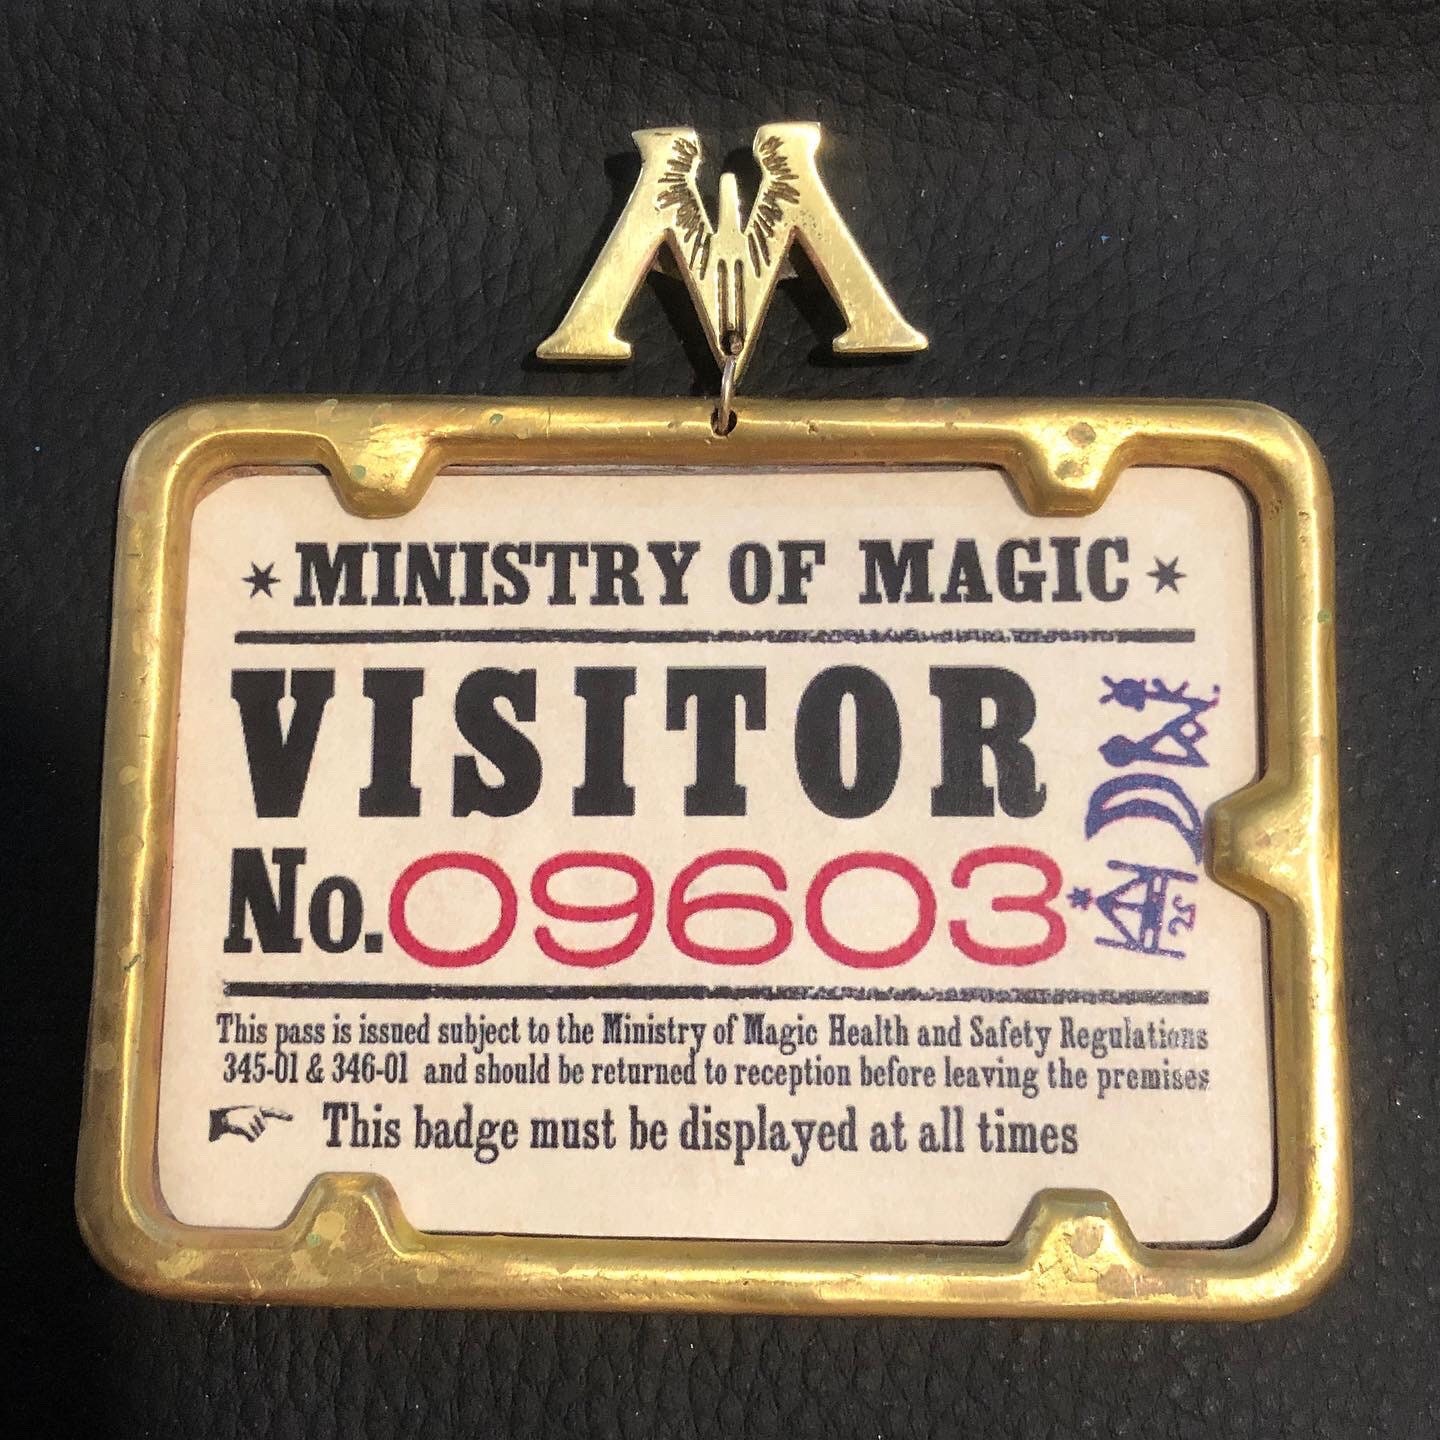 M
MINISTRY OF MAGIC
VISITOR
No. 09603
This pass is issued subject to the Ministry of Magic Health and Safety Regulations
345-01 & 346-01 and should be returned to reception before leaving the premises
This badge must be displayed at all times